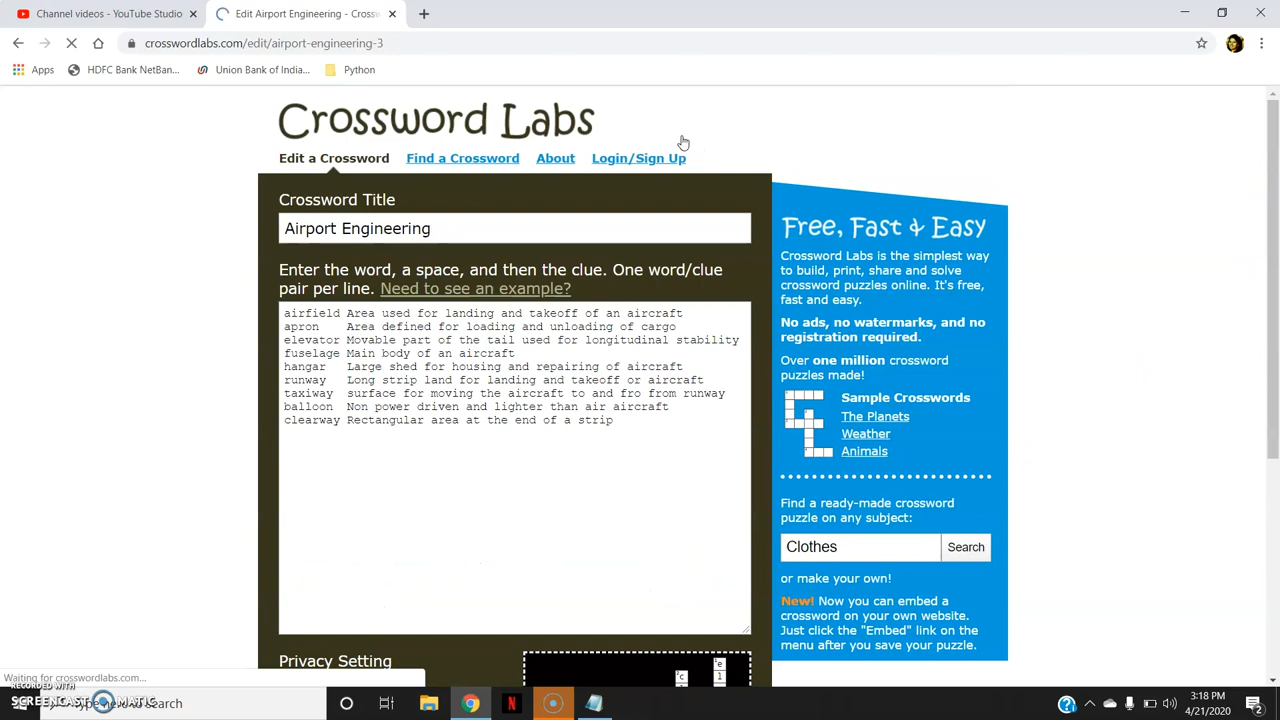 Channel videos - YouTube Studio
Edit Airport Engineering - Cross
crosswordlabs.com/edit/airport-engineering-3
Apps
HDFC Bank NetBan...
Union Bank of India...
Python
Crossword Labs
Edit a Crossword
Find a Crossword
About
Login/Sign Up
Crossword Title
Airport Engineering
Enter the word, a space, and then the clue. One word/clue
pair per line. Need to see an example?
airfield Area used for landing and takeoff of an aircraft
apron Area defined for loading and unloading of cargo
elevator Movable part of the tail used for longitudinal stability
fuselage Main body of an aircraft
hangar Large shed for housing and repairing of aircraft
runway Long strip land for landing and takeoff or aircraft
taxiway surface for moving the aircraft to and fro from runway
balloon Non power driven and lighter than air aircraft
clearway Rectangular area at the end of a strip
Privacy Setting
e
l
c
Free, Fast & Easy
Crossword Labs is the simplest way
to build, print, share and solve
crossword puzzles online. It's free,
fast and easy.
No ads, no watermarks, and no
registration required.
Over one million crossword
puzzles made!
Sample Crosswords
The Planets
Weather
Animals
Find a ready-made crossword
puzzle on any subject:
Clothes
Search
or make your own!
New! Now you can embed a
crossword on your own website.
Just click the "Embed" link on the
menu after you save your puzzle.
Waiting for crosswordlabs.com...
RECORDED WITH
SCREENCAST MATIC
here to search
3:18 PM
4/21/2020
2